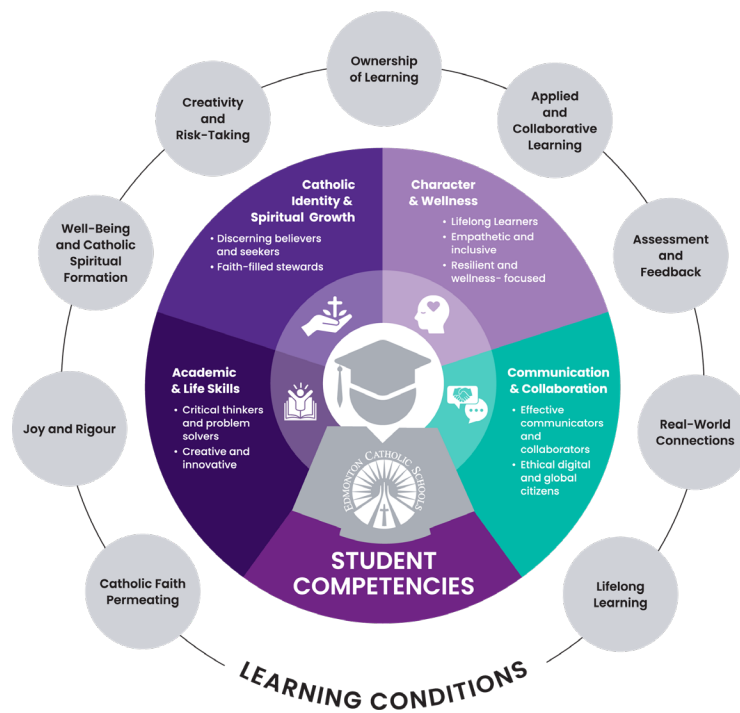 Ownership
of Learning
Creativity
and
Risk-Taking
Applied
and
Collaborative
Learning
Well-Being
and Catholic
Spiritual
Formation
Assessment
and
Feedback
Joy and Rigour
Real-World
Connections
Catholic Faith
Permeating
Lifelong
Learning
Catholic
Identity &
Spiritual Growth
• Discerning believers
and seekers
• Faith-filled stewards
Character
& Wellness
• Lifelong Learners
• Empathetic and
inclusive
• Resilient and
wellness- focused
Academic
& Life Skills
• Critical thinkers
and problem
solvers
• Creative and
innovative
Communication
& Collaboration
• Effective
communicators
and
collaborators
• Ethical digital
and global
citizens
EDMONTON CATHOLIC SCHOOLS
STUDENT
COMPETENCIES
LEARNING CONDITIONS